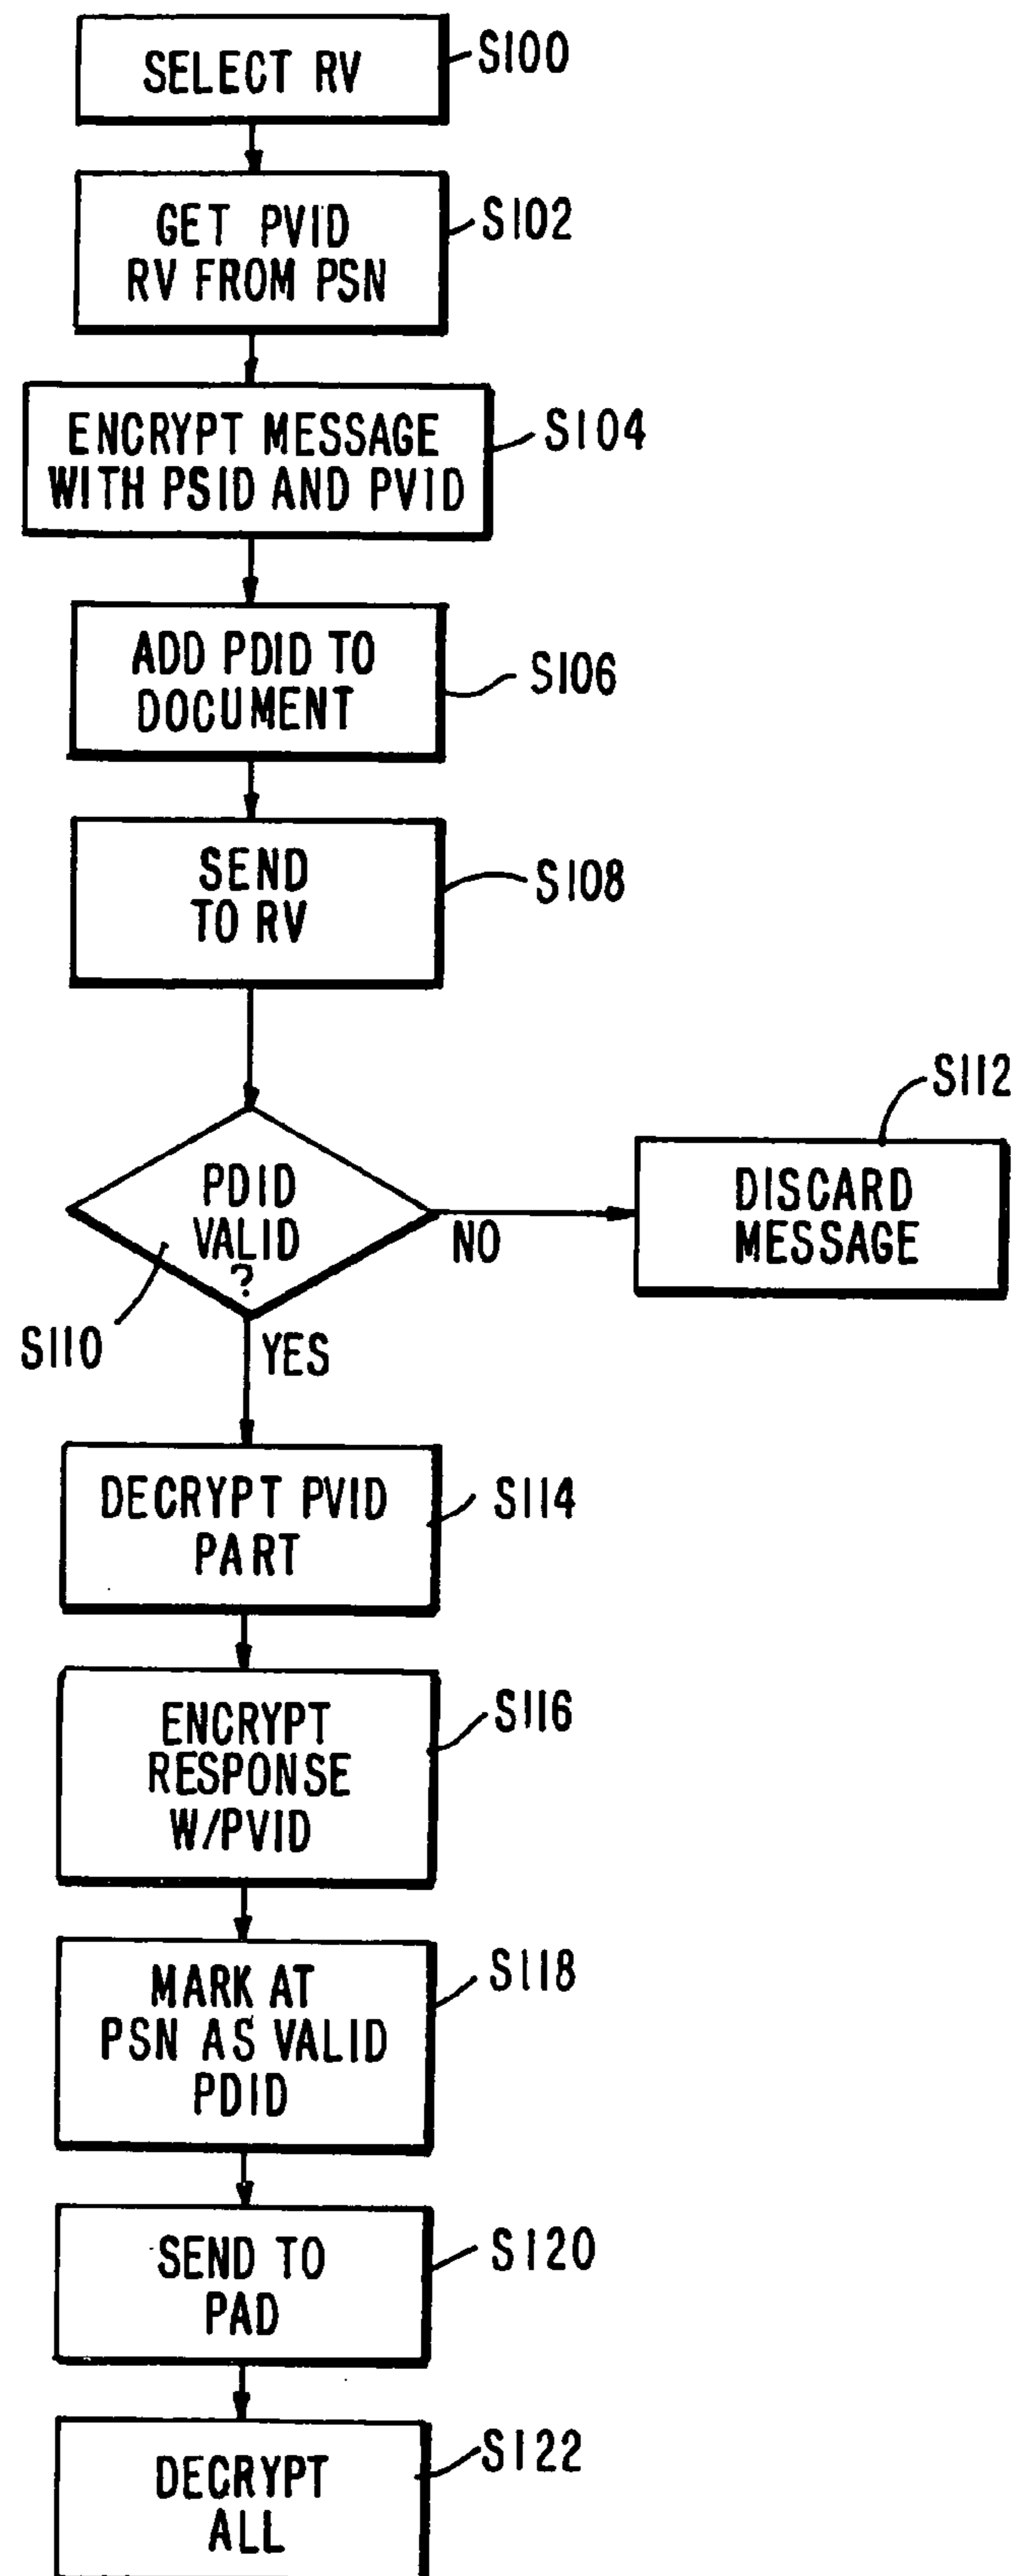 SELECT RV
S100
GET PVID
RV FROM PSN
S102
ENCRYPT MESSAGE
WITH PSID AND PVID
S104
ADD PDID TO
DOCUMENT
S106
SEND
TO RV
S108
PDID
VALID
?
S110
NO
YES
DISCARD
MESSAGE
S112
DECRYPT PVID
PART
S114
ENCRYPT
RESPONSE
W/PVID
S116
MARK AT
PSN AS VALID
PDID
S118
SEND TO
PAD
S120
DECRYPT
ALL
S122